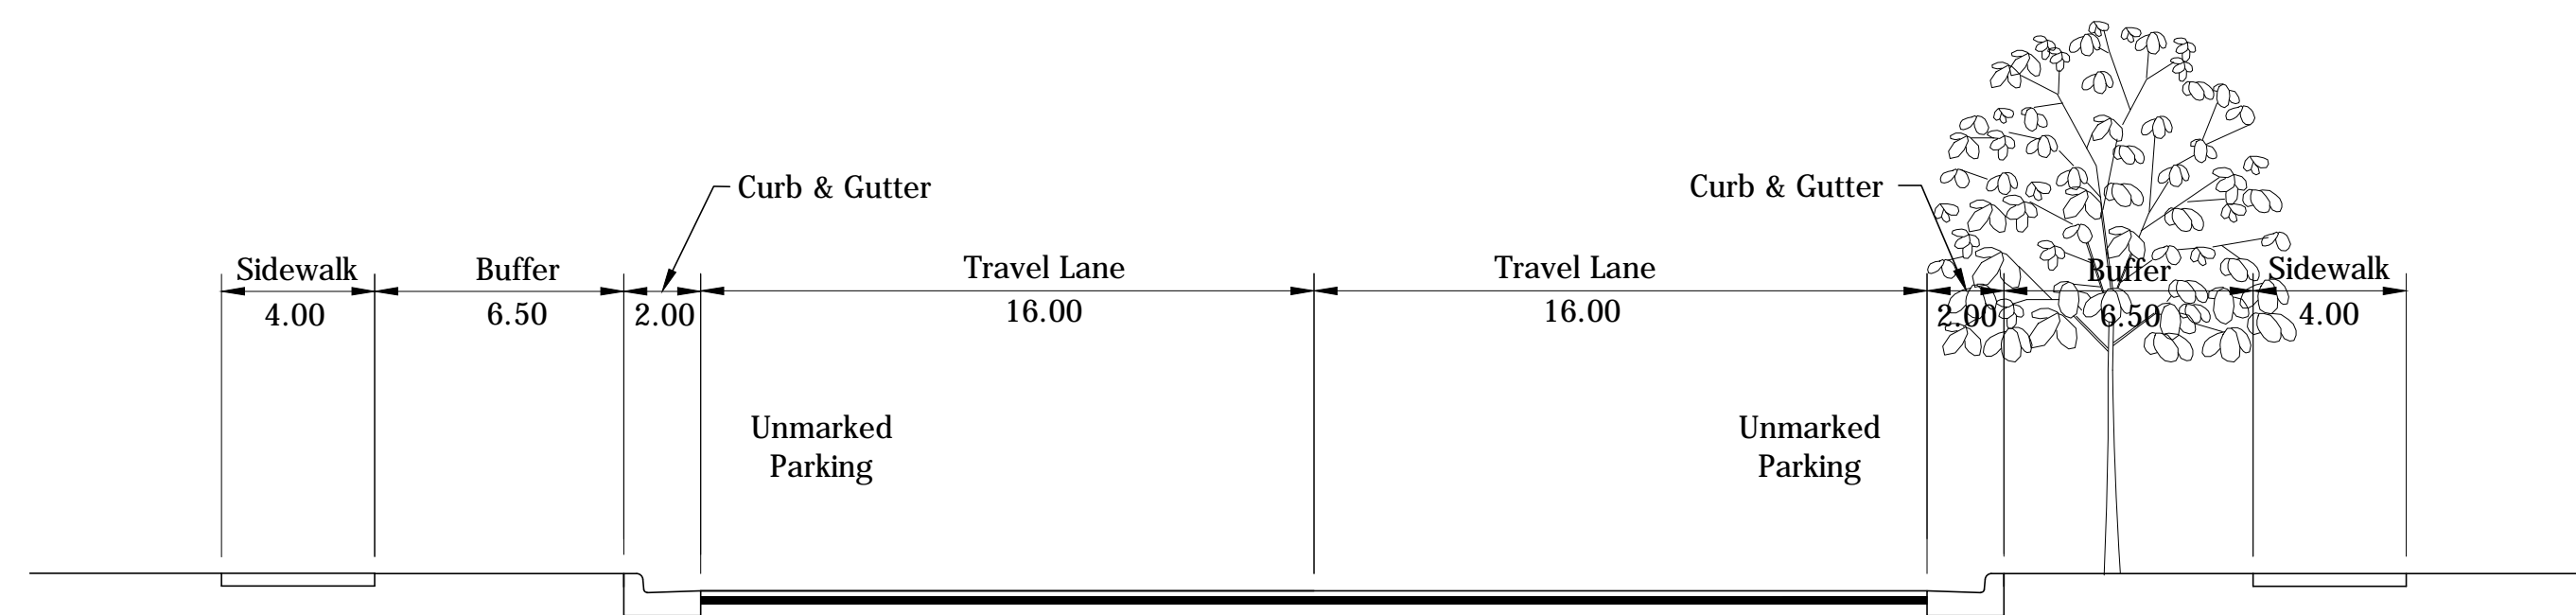 Curb & Gutter
Curb & Gutter
Sidewalk
Buffer
Travel Lane
Travel Lane
Buffer
Sidewalk
4.00
6.50
2.00
16.00
16.00
2.00
6.50
4.00
Unmarked
Parking
Unmarked
Parking